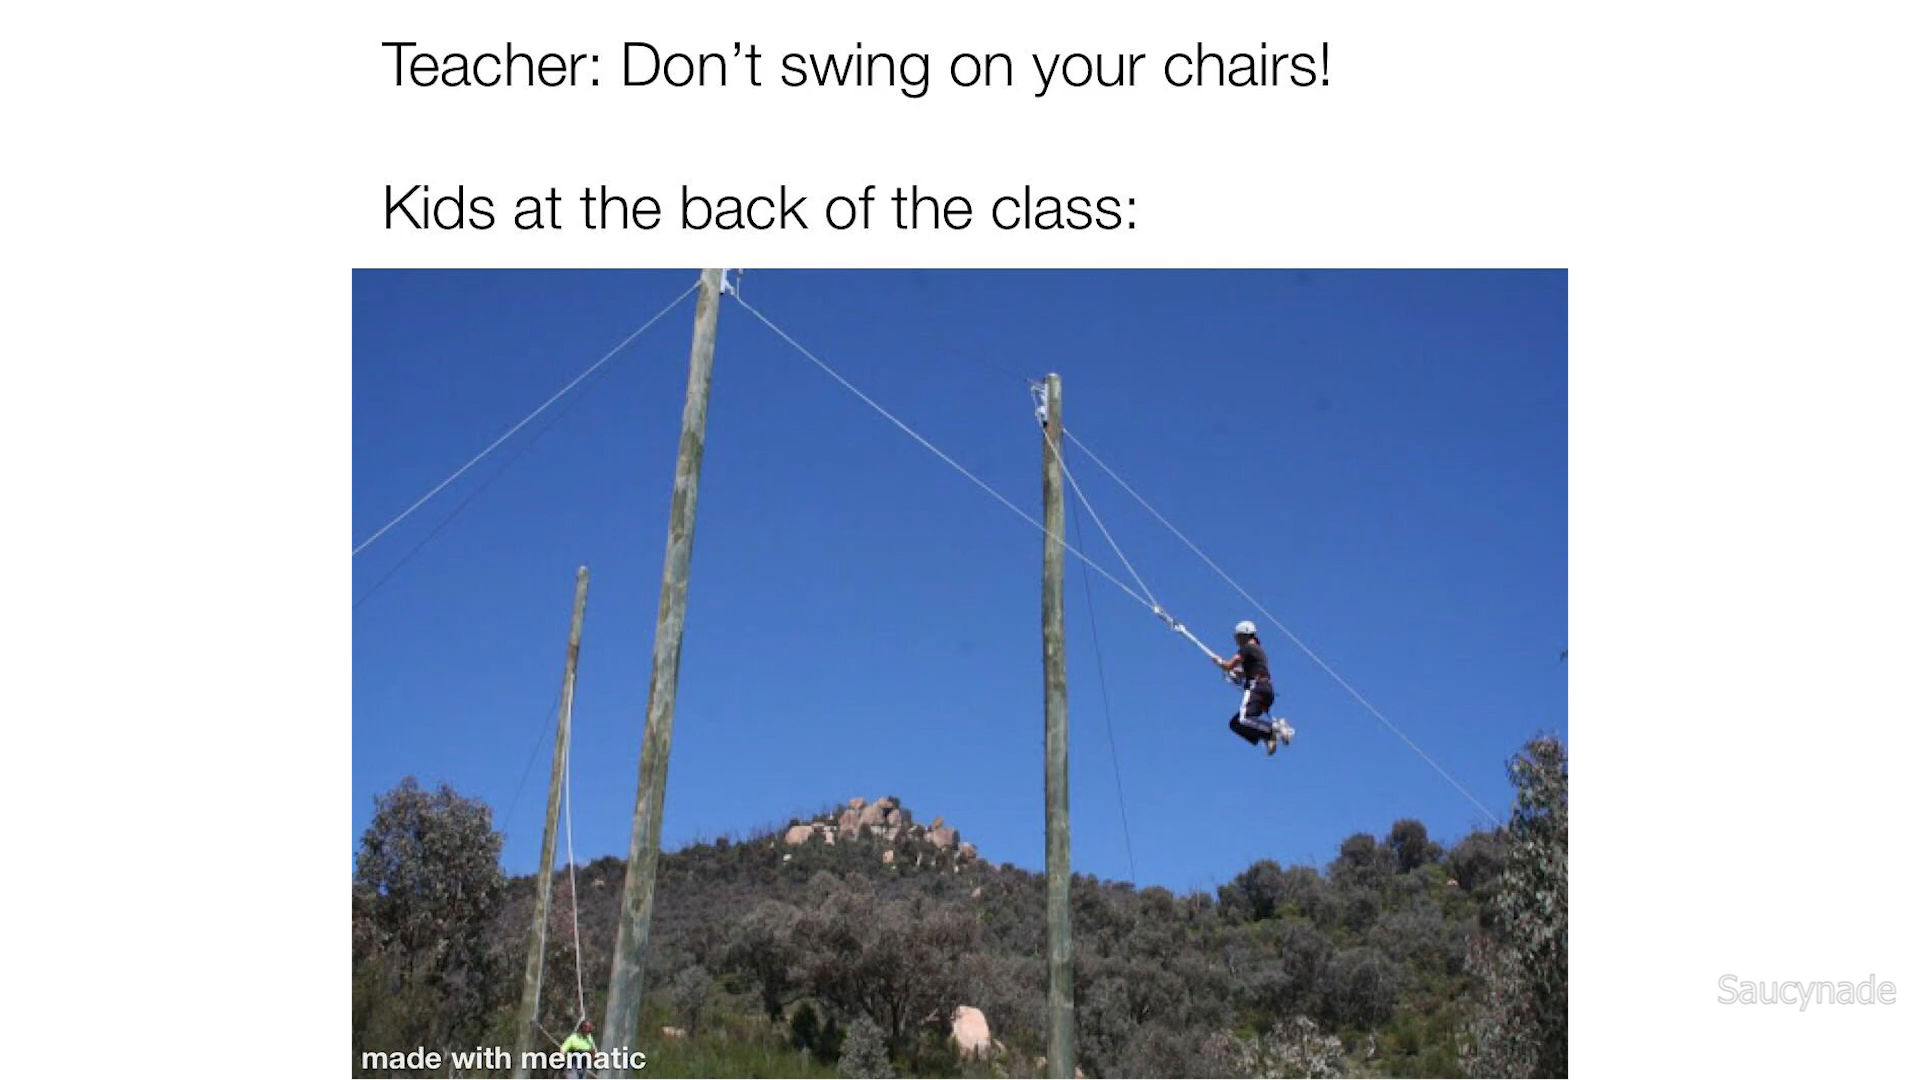 Teacher: Don’t swing on your chairs!
Kids at the back of the class:
Saucynade
made with mematic